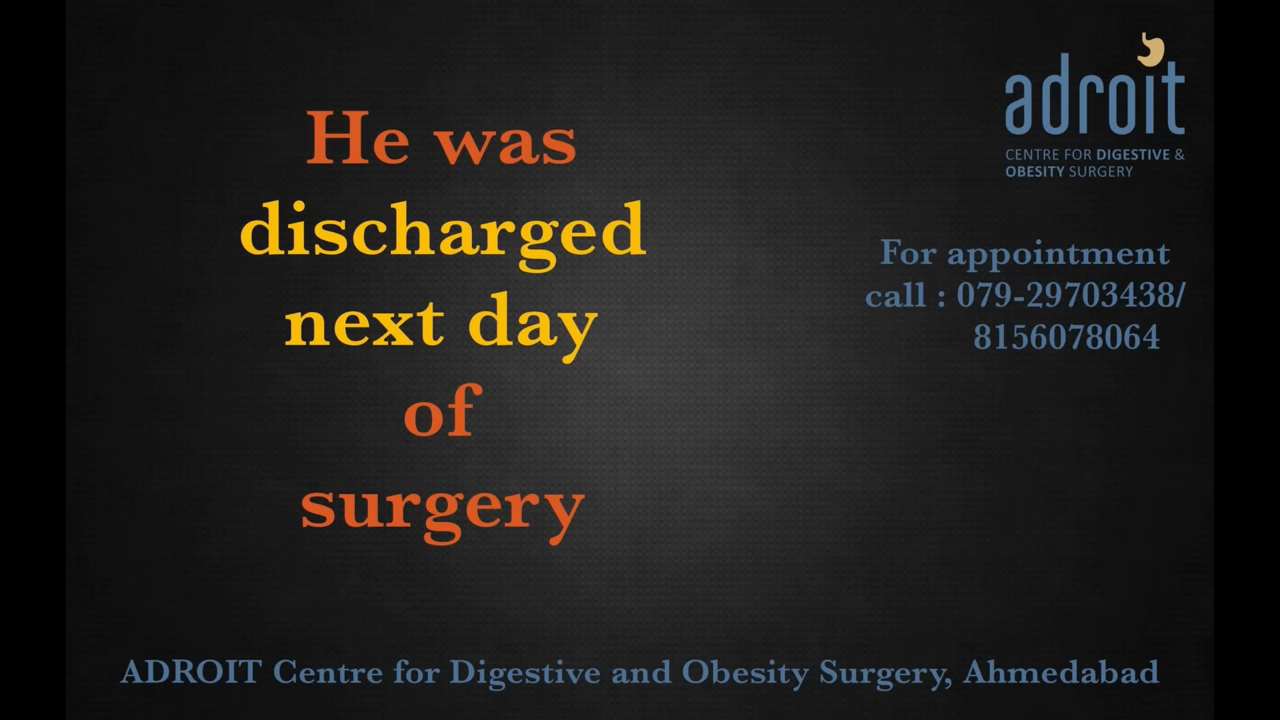 He was
discharged
next day
of
surgery
adroit
CENTRE FOR DIGESTIVE &
OBESITY SURGERY
For appointment
call : 079-29703438/
8156078064
ADROIT Centre for Digestive and Obesity Surgery, Ahmedabad